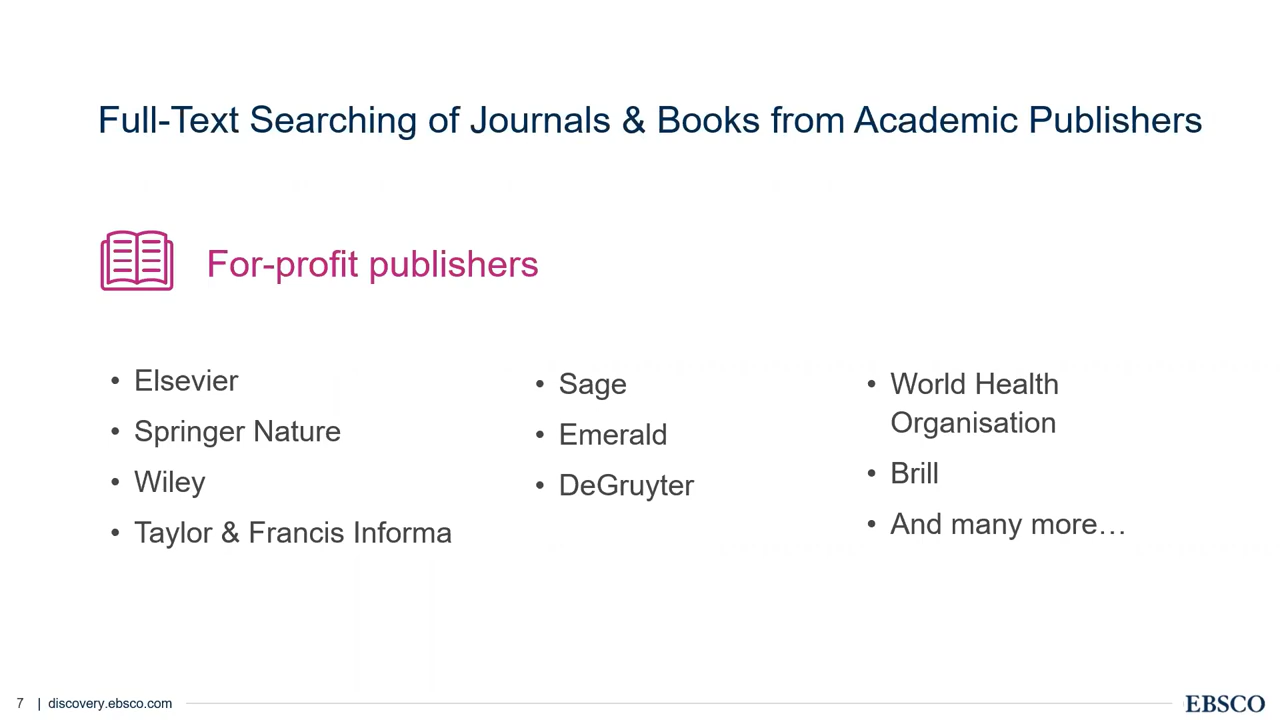 Full-Text Searching of Journals & Books from Academic Publishers
For-profit publishers
• Elsevier
• Springer Nature
• Wiley
• Taylor & Francis Informa
• Sage
• Emerald
• DeGruyter
• World Health
Organisation
• Brill
• And many more…
7 | discovery.ebsco.com
EBSCO